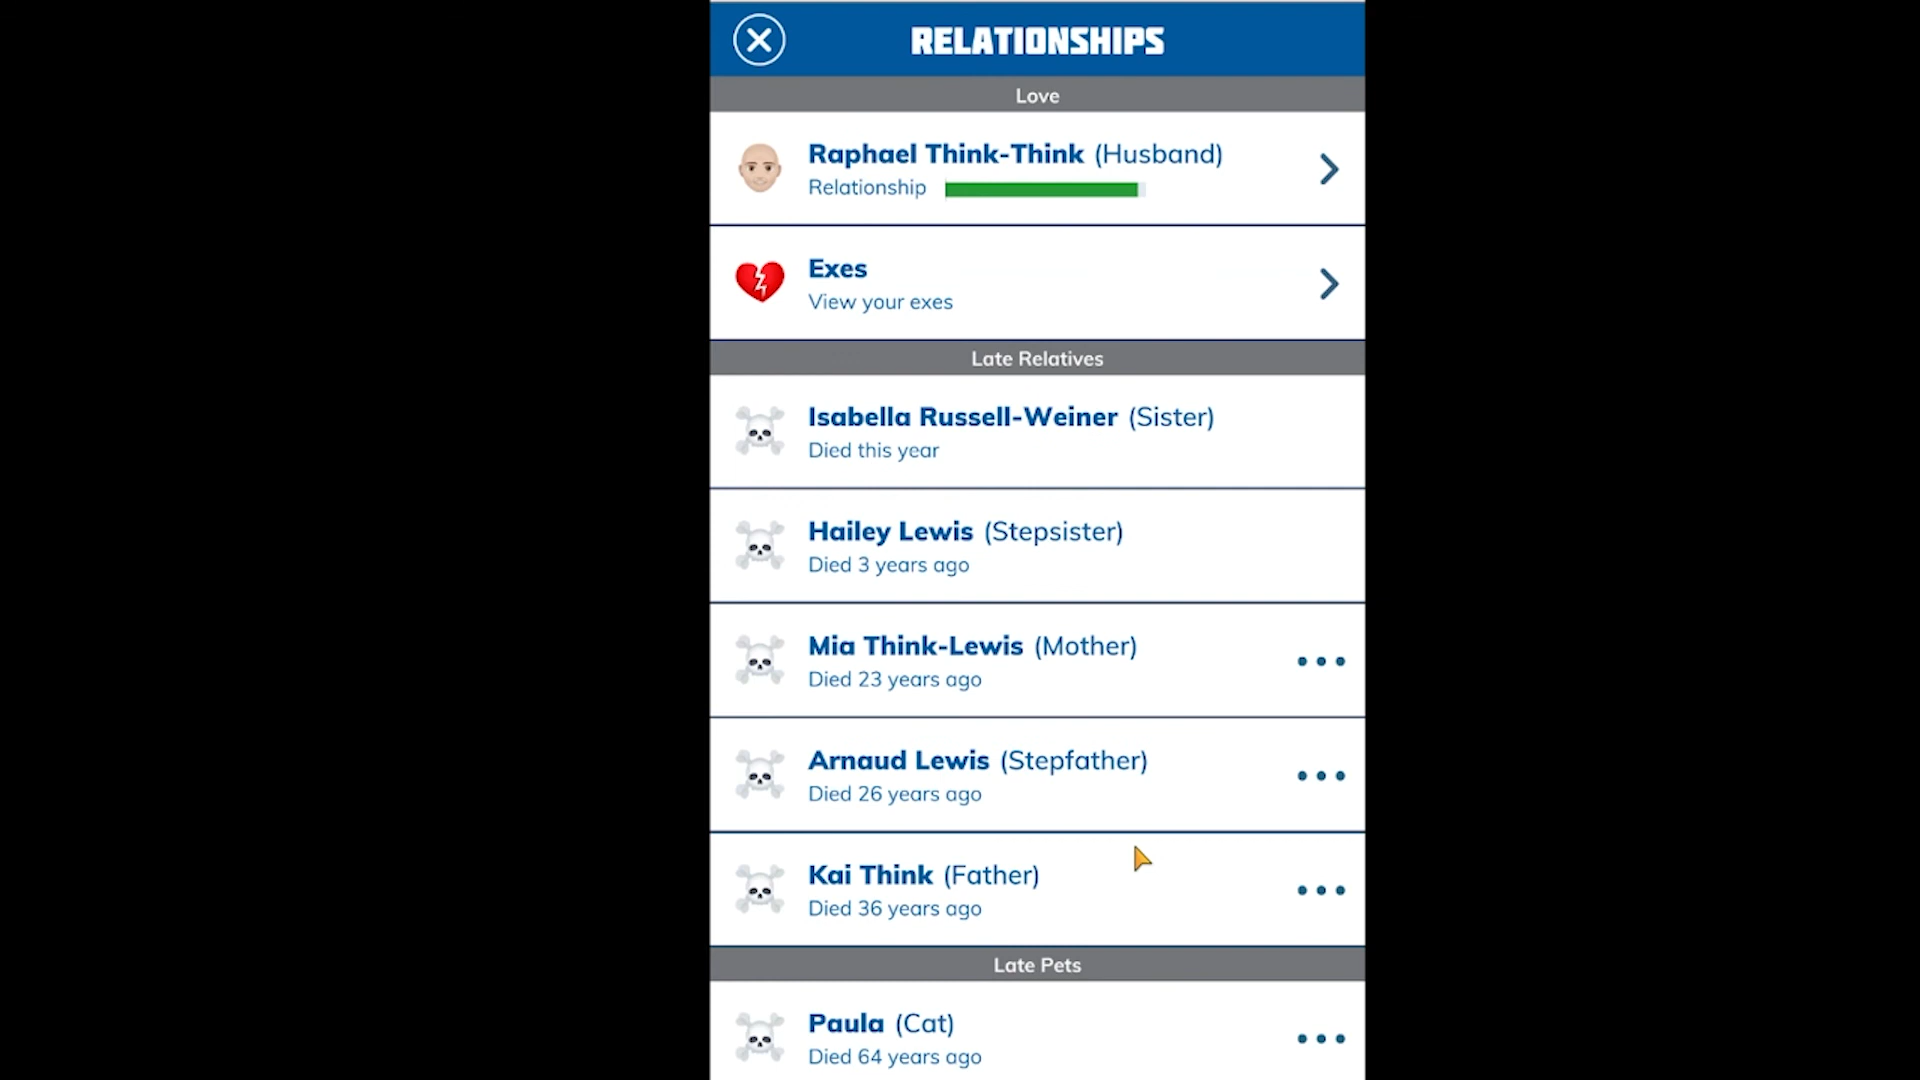 RELATIONSHIPS
Love
Raphael Think-Think (Husband)
Relationship
Exes
View your exes
Late Relatives
Isabella Russell-Weiner (Sister)
Died this year
Hailey Lewis (Stepsister)
Died 3 years ago
Mia Think-Lewis (Mother)
Died 23 years ago
Arnaud Lewis (Stepfather)
Died 26 years ago
Kai Think (Father)
Died 36 years ago
Late Pets
Paula (Cat)
Died 64 years ago